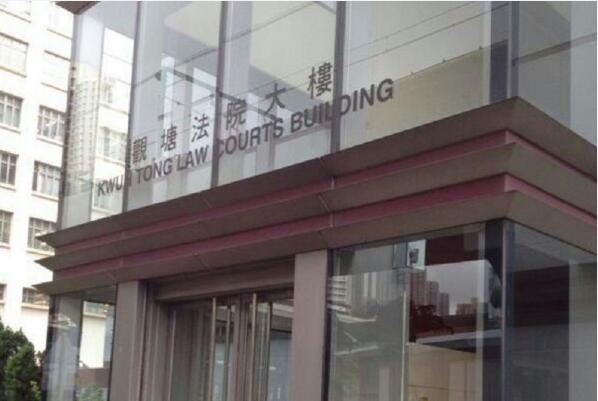 觀塘法院大樓
KWUN TONG LAW COURTS BUILDING